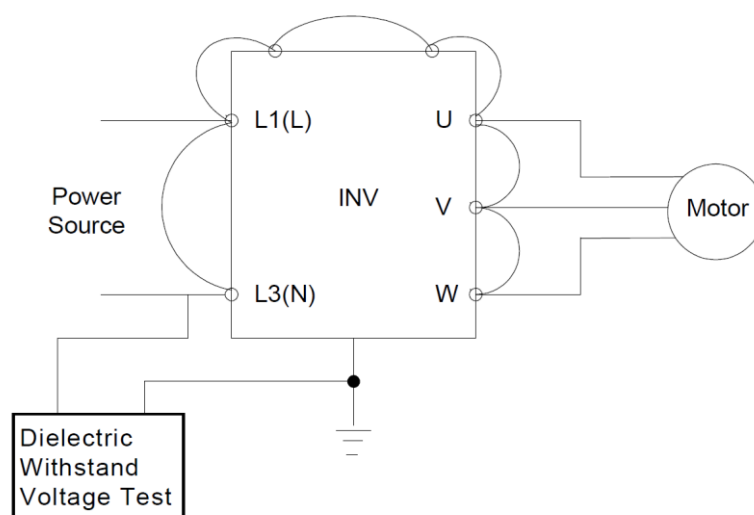 L1(L)
U
Power
Source
INV
V
Motor
L3(N)
W
Dielectric
Withstand
Voltage Test